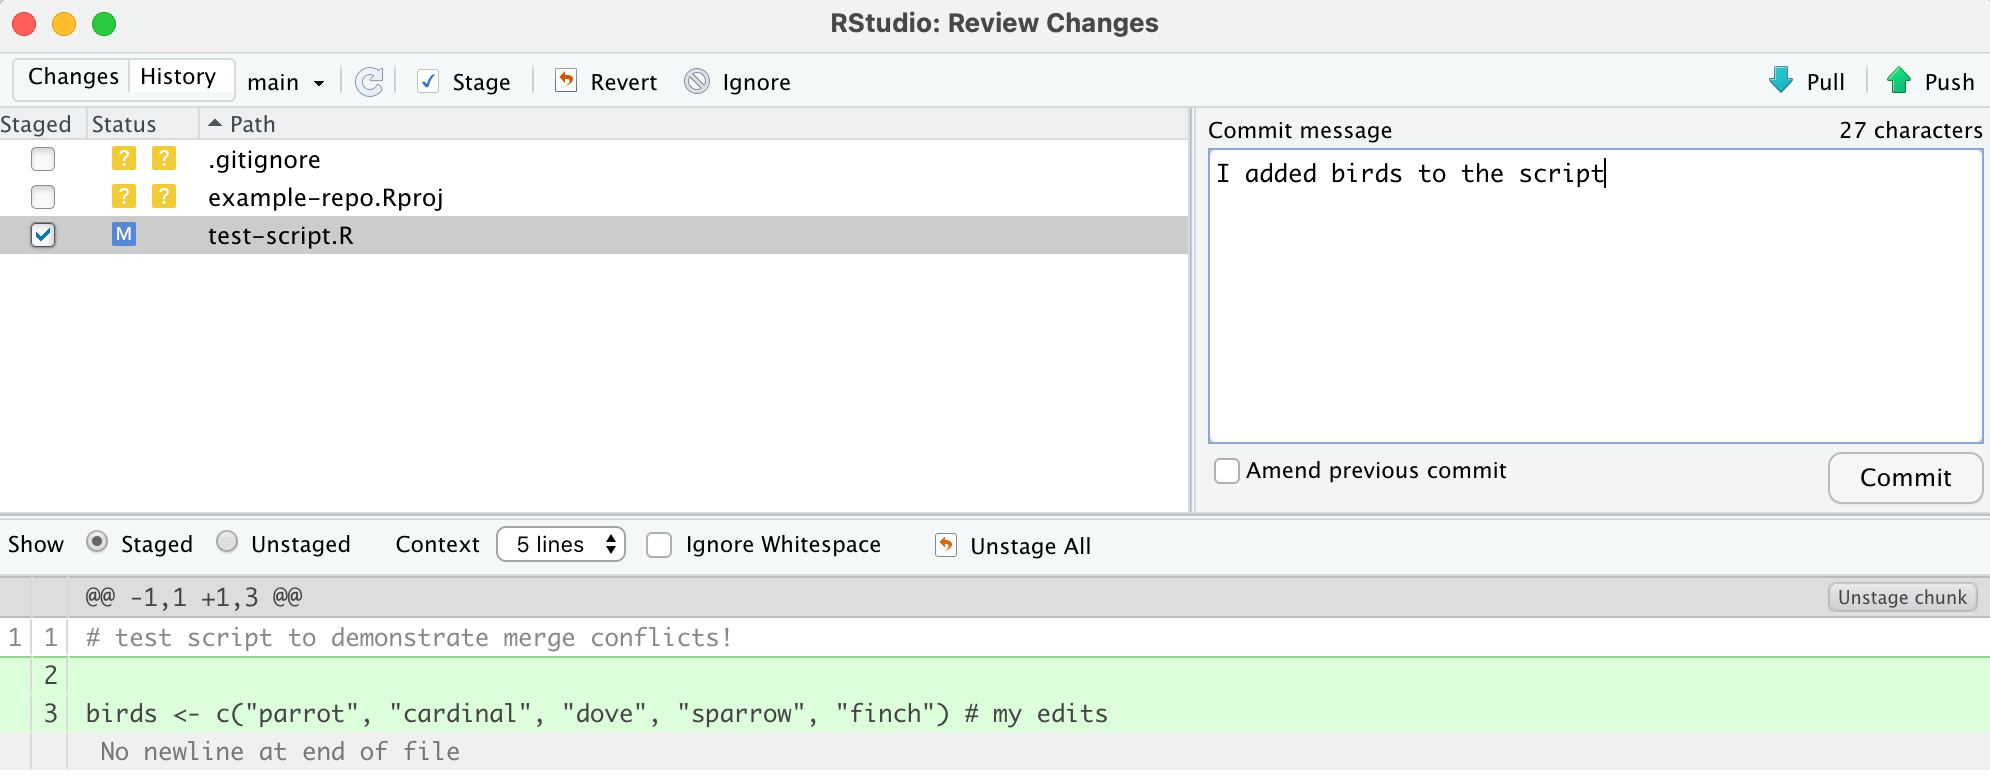 RStudio: Review Changes
Changes History main Stage Revert Ignore Pull Push
Staged Status Path
? ? .gitignore
? ? example-repo.Rproj
M test-script.R
Commit message 27 characters
I added birds to the script
Amend previous commit Commit
Show Staged Unstaged Context 5 lines Ignore Whitespace Unstage All
@@ -1,1 +1,3 @@ Unstage chunk
1 1 # test script to demonstrate merge conflicts!
2
3 birds <- c("parrot", "cardinal", "dove", "sparrow", "finch") # my edits
No newline at end of file